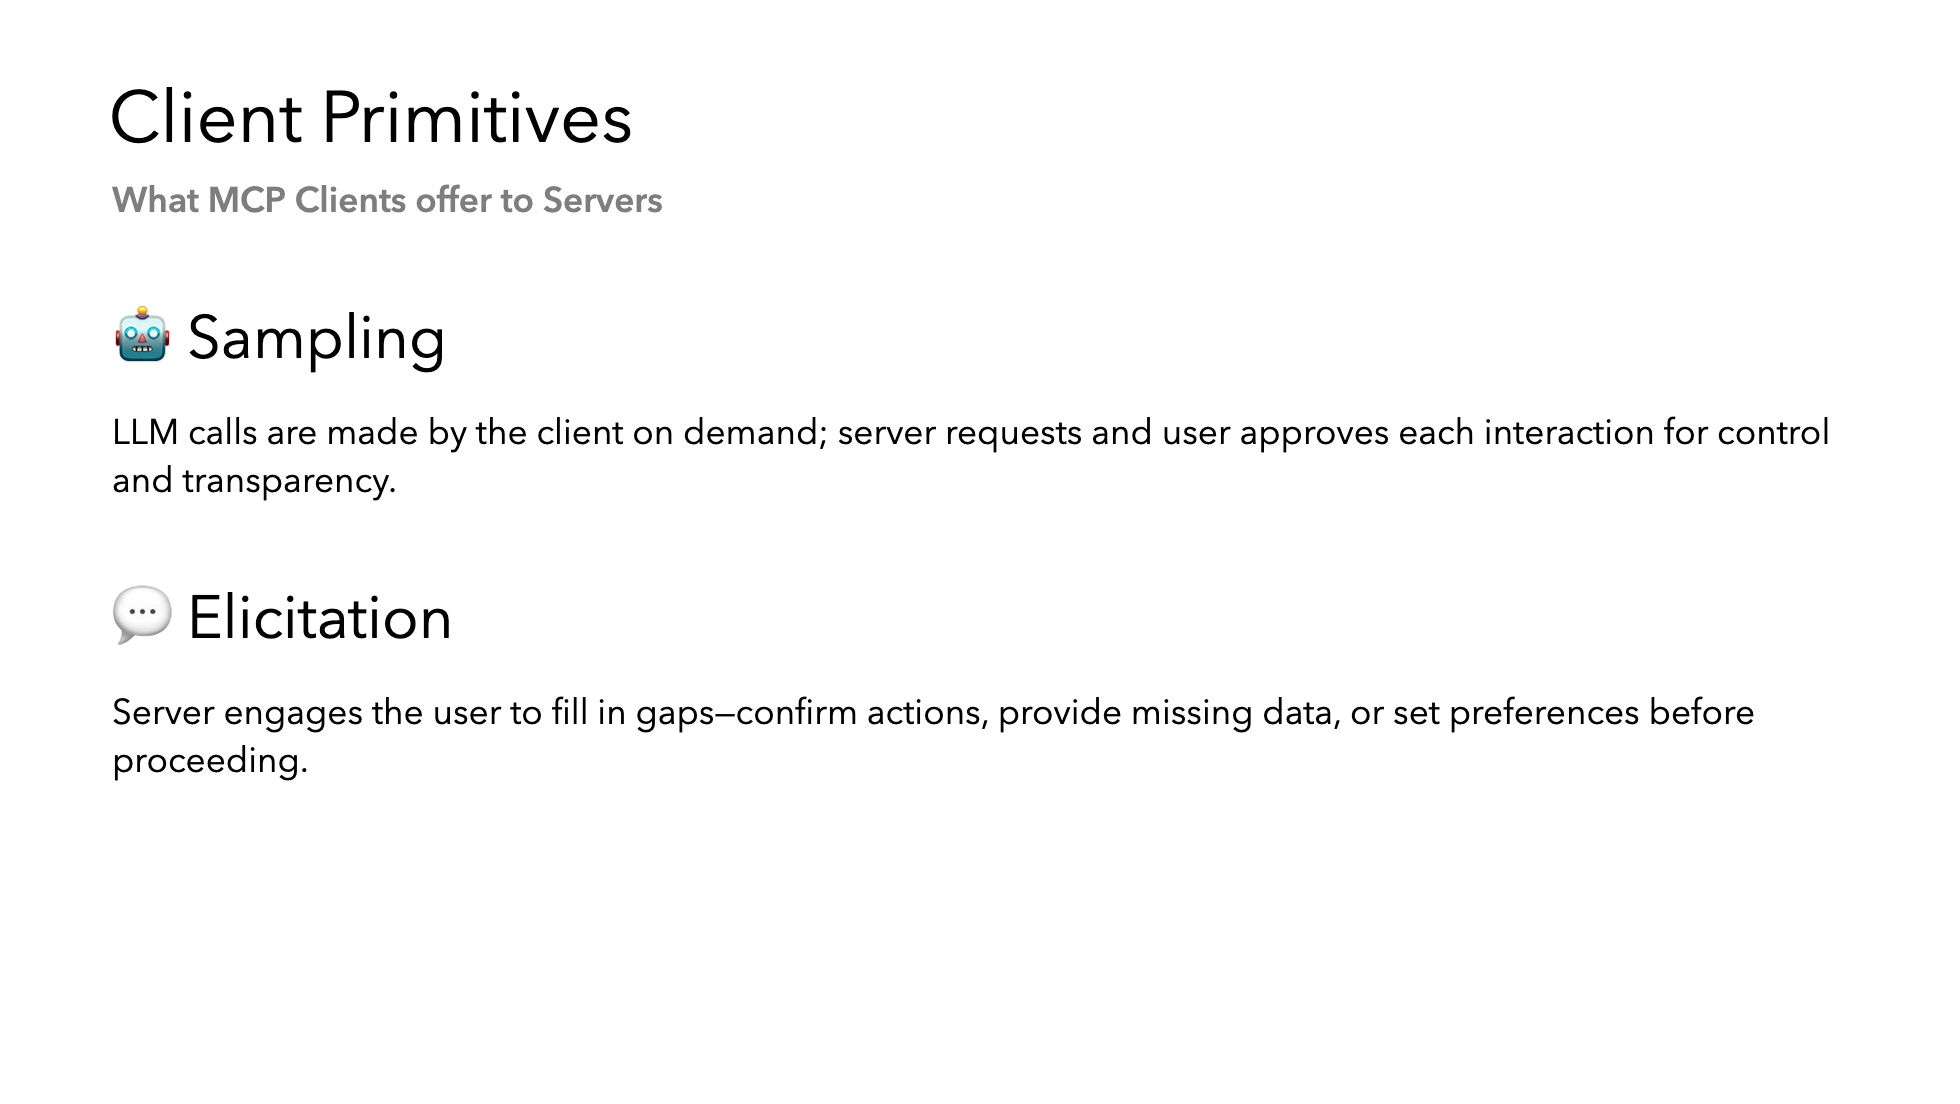 Client Primitives
What MCP Clients offer to Servers
🤖 Sampling
LLM calls are made by the client on demand; server requests and user approves each interaction for control
and transparency.
💬 Elicitation
Server engages the user to fill in gaps—confirm actions, provide missing data, or set preferences before
proceeding.